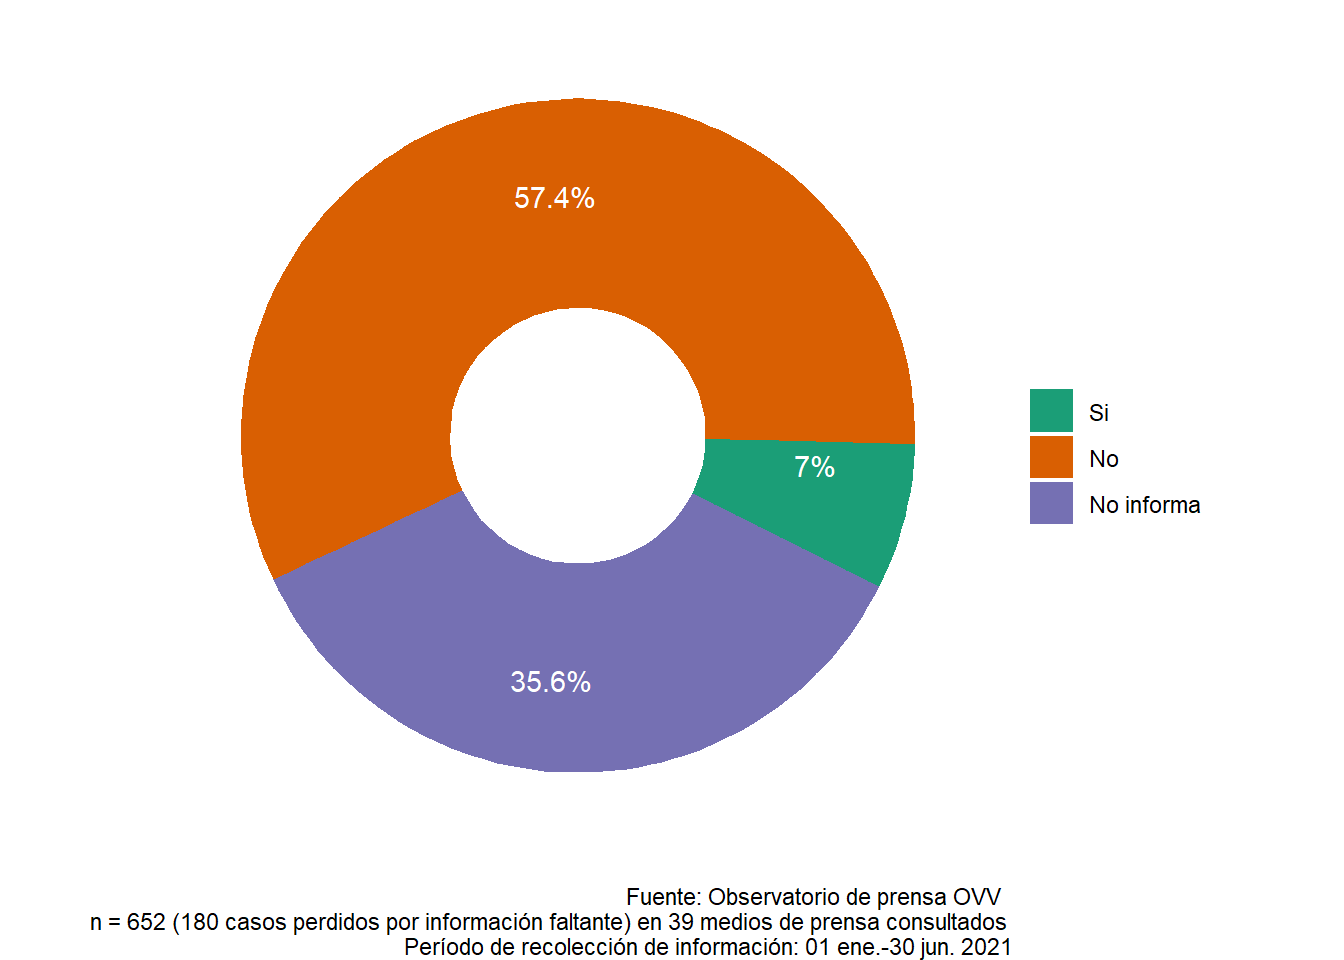 57.4%
7%
35.6%
Si
No
No informa
Fuente: Observatorio de prensa OVV
n = 652 (180 casos perdidos por información faltante) en 39 medios de prensa consultados
Período de recolección de información: 01 ene.-30 jun. 2021